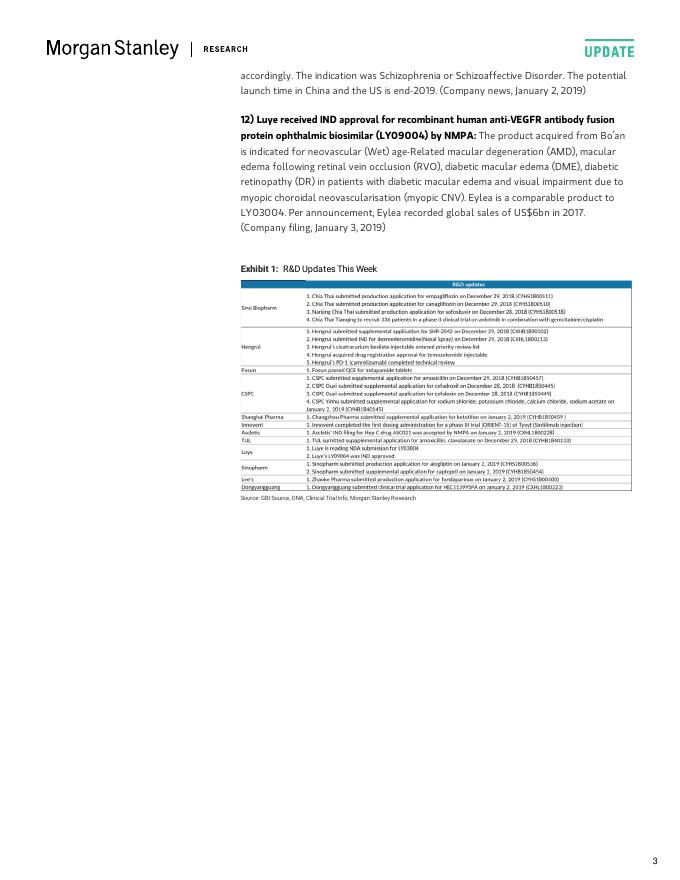 Morgan Stanley | RESEARCH
UPDATE
accordingly. The indication was Schizophrenia or Schizoaffective Disorder. The potential
launch time in China and the US is end-2019. (Company news, January 2, 2019)
12) Luye received IND approval for recombinant human anti-VEGFR antibody fusion
protein ophthalmic biosimilar (LY09004) by NMPA: The product acquired from Bo'an
is indicated for neovascular (Wet) age-Related macular degeneration (AMD), macular
edema following retinal vein occlusion (RVO), diabetic macular edema (DME), diabetic
retinopathy (DR) in patients with diabetic macular edema and visual impairment due to
myopic choroidal neovascularisation (myopic CNV). Eylea is a comparable product to
LY03004. Per announcement, Eylea recorded global sales of US$6bn in 2017.
(Company filing, January 3, 2019)
Exhibit 1: R&D Updates This Week
R&D updates
Sino Biopharm
1. Chia Thai submitted production application for empagliflozin on December 29, 2018 (CYHS1800511)
2. Chia Thai submitted production application for canagliflozin on December 29, 2018 (CYHS1800510)
3. Nanjing Chia Thai submitted production application for sofosbuvir on December 28, 2018 (CYHS1800518)
4. Chia Thai Tianqing to recruit 336 patients in a phase II clinical trial on anlotinib in combination with gemcitabine/cisplatin
Hengrui
1. Hengrui submitted supplemental application for SHR-2042 on December 29, 2018 (CXHB1800102)
2. Hengrui submitted IND for dexmedetomidine(Nasal Spray) on December 29, 2018 (CXHL1800213)
3. Hengrui's cisatracurium besilate injectable entered priority review list
4. Hengrui acquired drug registration approval for temozolomide injectable
5. Hengrui's PD-1 (camrelizumab) completed technical review
Fosun
1. Fosun passed QCE for indapamide tablets
CSPC
1. CSPC submitted supplemental application for amoxicillin on December 29, 2018 (CYHB1850457)
2. CSPC Ouyi submitted supplemental application for cefadroxil on December 28, 2018 (CYHB1850445)
3. CSPC Ouyi submitted supplemental application for cefalexin on December 28, 2018 (CYHB1850449)
4. CSPC Yinhu submitted supplemental application for sodium chloride, potassium chloride, calcium chloride, sodium acetate on
January 2, 2019 (CYHB1840145)
Shanghai Pharma
1. Changzhou Pharma submitted supplemental application for ketotifen on January 2, 2019 (CYHB1850459 )
Innovent
1. Innovent completed the first dosing administration for a phase III trial (ORIENT-15) of Tyvyt (Sintilimab injection)
Ascletis
1. Ascletis' IND filing for Hep C drug ASC021 was accepted by NMPA on January 2, 2019 (CXHL1800228)
TUL
1. TUL sumitted supplemental application for amoxicillin, clavulanate on December 29, 2018 (CYHB1840133)
Luye
1. Luye is reading NDA submission for LY03004
2. Luye's LY09004 was IND approved
Sinopharm
1. Sinopharm submitted production application for alogliptin on January 2, 2019 (CYHS1800536)
2. Sinopharm submitted supplemental application for captopril on January 2, 2019 (CYHB1850454)
Lee's
1. Zhaoke Pharma submitted production application for fondaparinux on January 2, 2019 (CYHS1800500)
Dongyangguang
1. Dongyangguang submitted clinical trial application for HEC113995PA on January 2, 2019 (CXHL1800223)
Source: GBI Source, DNA, Clinical Trial Info, Morgan Stanley Research
3